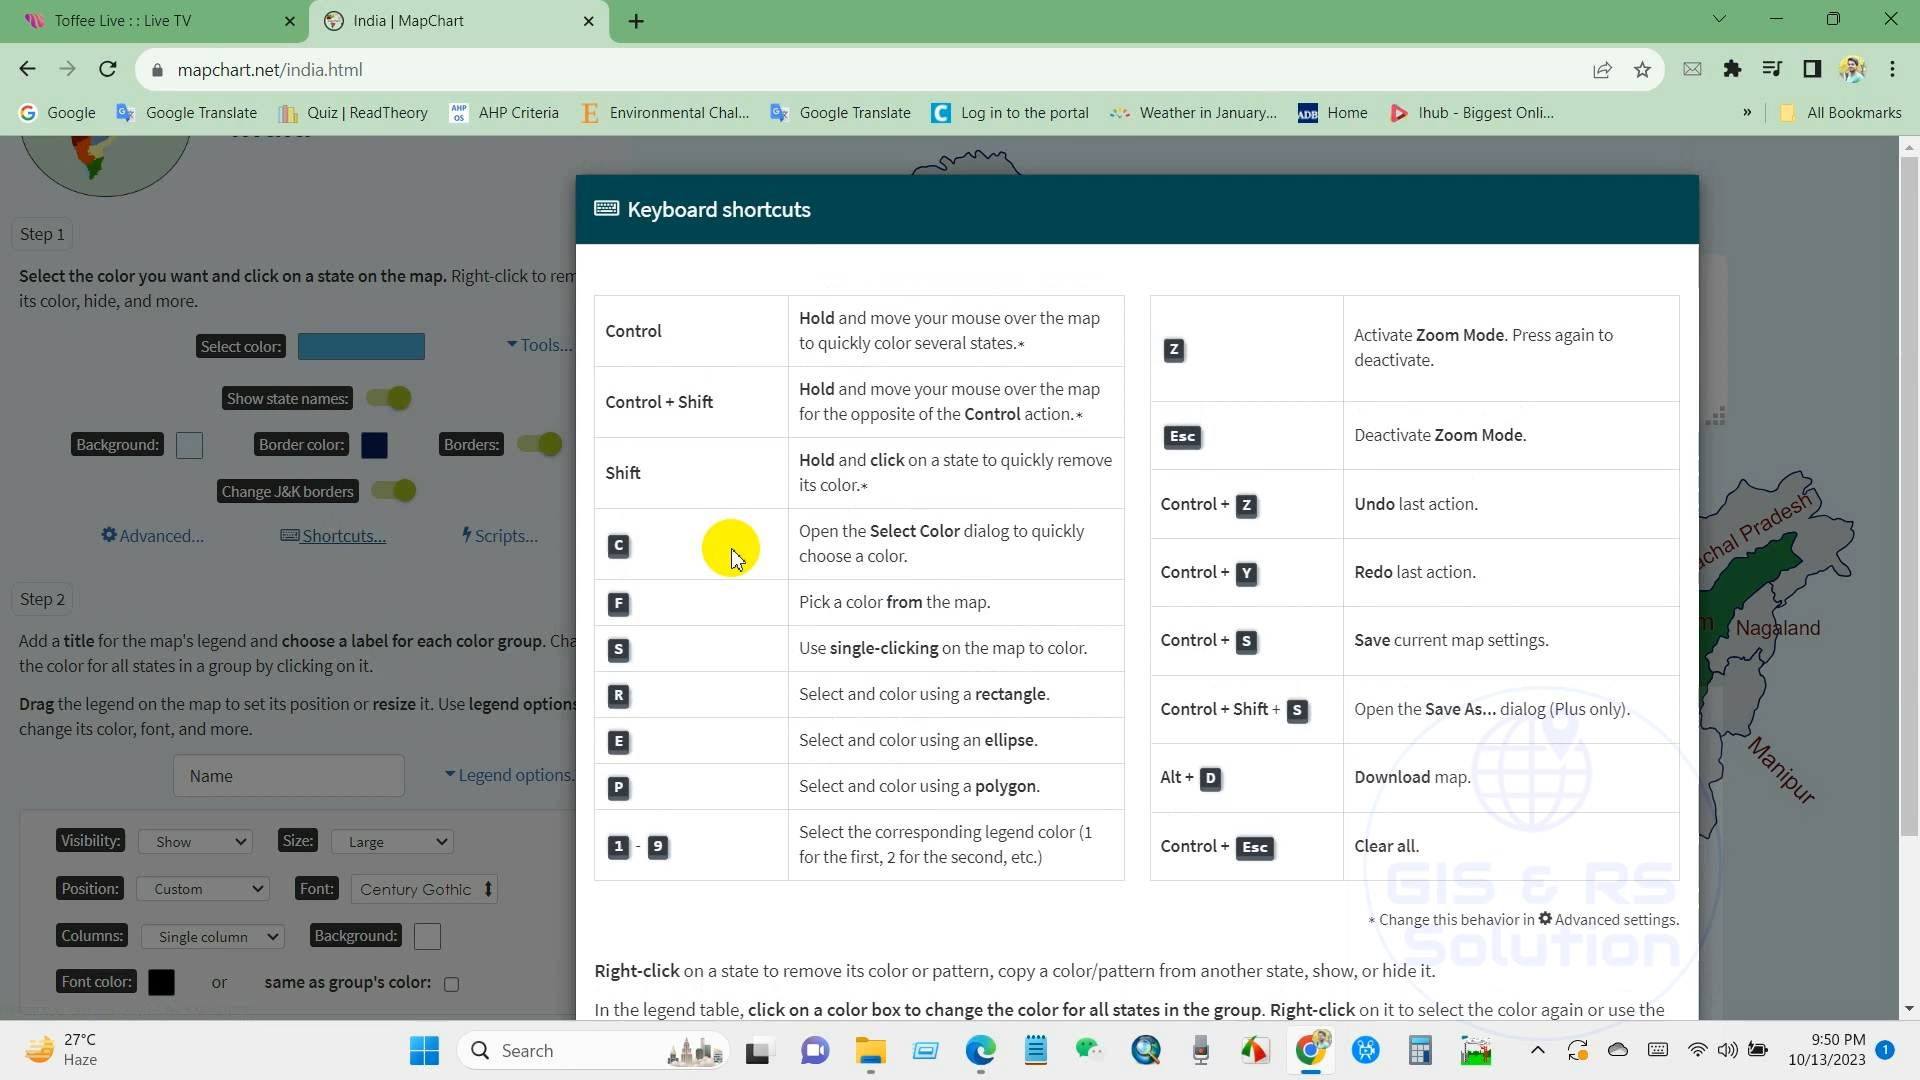 Toffee Live :: Live TV
India | MapChart
mapchart.net/india.html
Google
Google Translate
Quiz | ReadTheory
AHP Criteria
Environmental Chal...
Google Translate
Log in to the portal
Weather in January,...
Home
Ihub - Biggest Onli...
»
All Bookmarks
Step 1
Select the color you want and click on a state on the map. Right-click to rem
its color, hide, and more.
Select color:
Tools...
Show state names:
Background:
Border color:
Borders:
Change J&K borders
Advanced...
Shortcuts...
Scripts...
Step 2
Add a title for the map's legend and choose a label for each color group. Cha
the color for all states in a group by clicking on it.
Drag the legend on the map to set its position or resize it. Use legend options
change its color, font, and more.
Name
Legend options.
Visibility:
Show
Size:
Large
Position:
Custom
Font:
Century Gothic
Columns:
Single column
Background:
Font color:
or
same as group's color:
Keyboard shortcuts
Control
Hold and move your mouse over the map
to quickly color several states.*
Control + Shift
Hold and move your mouse over the map
for the opposite of the Control action.*
Shift
Hold and click on a state to quickly remove
its color.*
C
Open the Select Color dialog to quickly
choose a color.
F
Pick a color from the map.
S
Use single-clicking on the map to color.
R
Select and color using a rectangle.
E
Select and color using an ellipse.
P
Select and color using a polygon.
1 - 9
Select the corresponding legend color (1
for the first, 2 for the second, etc.)
Z
Activate Zoom Mode. Press again to
deactivate.
Esc
Deactivate Zoom Mode.
Control + Z
Undo last action.
Control + Y
Redo last action.
Control + S
Save current map settings.
Control + Shift + S
Open the Save As... dialog (Plus only).
Alt + D
Download map.
Control + Esc
Clear all.
* Change this behavior in Advanced settings.
Right-click on a state to remove its color or pattern, copy a color/pattern from another state, show, or hide it.
In the legend table, click on a color box to change the color for all states in the group. Right-click on it to select the color again or use the
GIS & RS
Solution
achal Pradesh
m
Nagaland
Manipur
27°C
Haze
Search
9:50 PM
10/13/2023
1